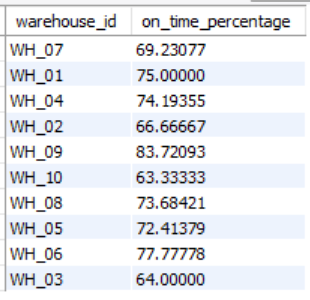 warehouse_id on_time_percentage
WH_07 69.23077
WH_01 75.00000
WH_04 74.19355
WH_02 66.66667
WH_09 83.72093
WH_10 63.33333
WH_08 73.68421
WH_05 72.41379
WH_06 77.77778
WH_03 64.00000